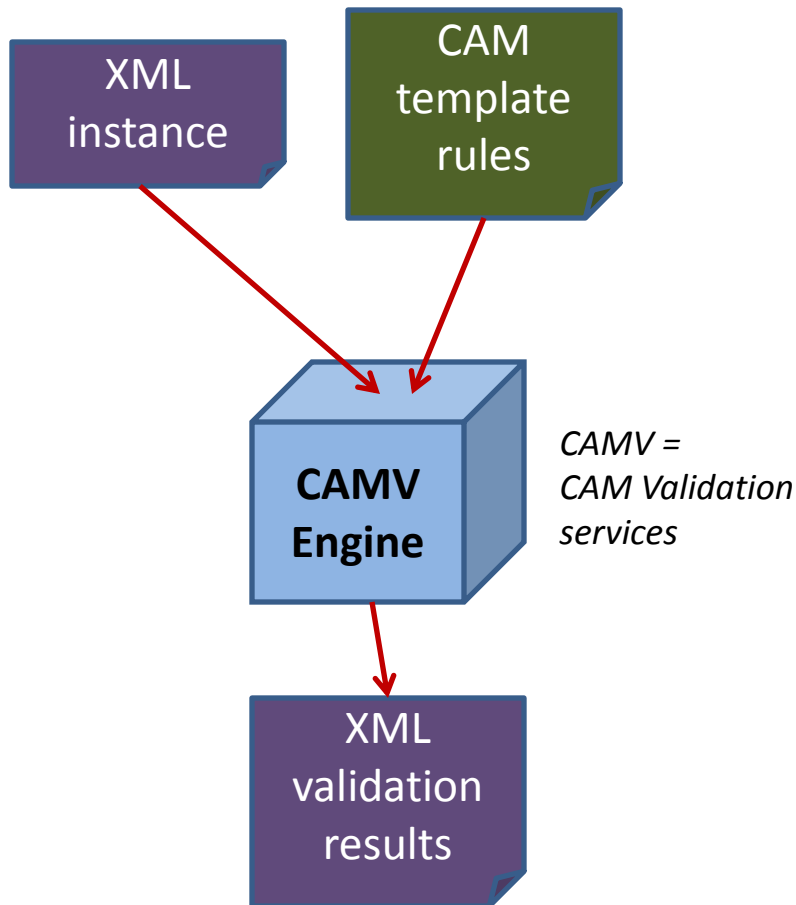 XML
instance
CAM
template
rules
CAMV
Engine
CAMV =
CAM Validation
services
XML
validation
results